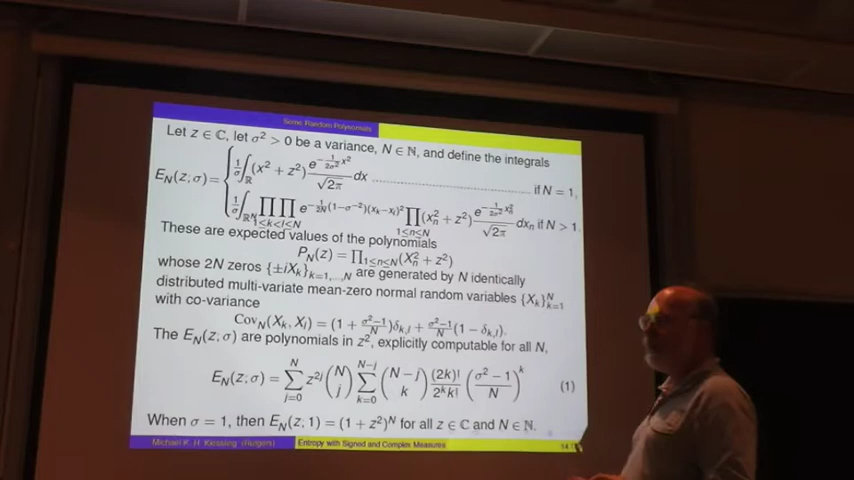 Some Random Polynomials
Let z ∈ ℂ, let σ² > 0 be a variance, N ∈ ℕ, and define the integrals
E_N(z, σ) = { 1/σ ∫_ℝ (x² + z²) e^{-1/(2σ²) x²}/√(2π) dx ........ if N = 1,
1/σ ∫_{ℝ^N} ∏∏_{1≤k<l≤N} e^{-1/(2N) (1-σ^{-2})(x_k-x_l)²} ∏_{1≤n≤N} (x_n² + z²) e^{-1/(2σ²) x_n²}/√(2π) dx_n if N > 1.
These are expected values of the polynomials
P_N(z) = ∏_{1≤n≤N} (X_n² + z²)
whose 2N zeros {±iX_k}_{k=1,...,N} are generated by N identically
distributed multi-variate mean-zero normal random variables {X_k}_{k=1}^N
with co-variance
Cov_N(X_k, X_l) = (1 + (σ²-1)/N) δ_{k,l} + (σ²-1)/N (1 - δ_{k,l}).
The E_N(z, σ) are polynomials in z², explicitly computable for all N,
E_N(z, σ) = ∑_{j=0}^{N} z^{2j} (N j) ∑_{k=0}^{N-j} (N-j k) (2k)!/(2^k k!) ((σ² - 1)/N)^k (1)
When σ = 1, then E_N(z, 1) = (1 + z²)^N for all z ∈ ℂ and N ∈ ℕ.
Michael K. H. Kiessling (Rutgers) Entropy with Signed and Complex Measures 14